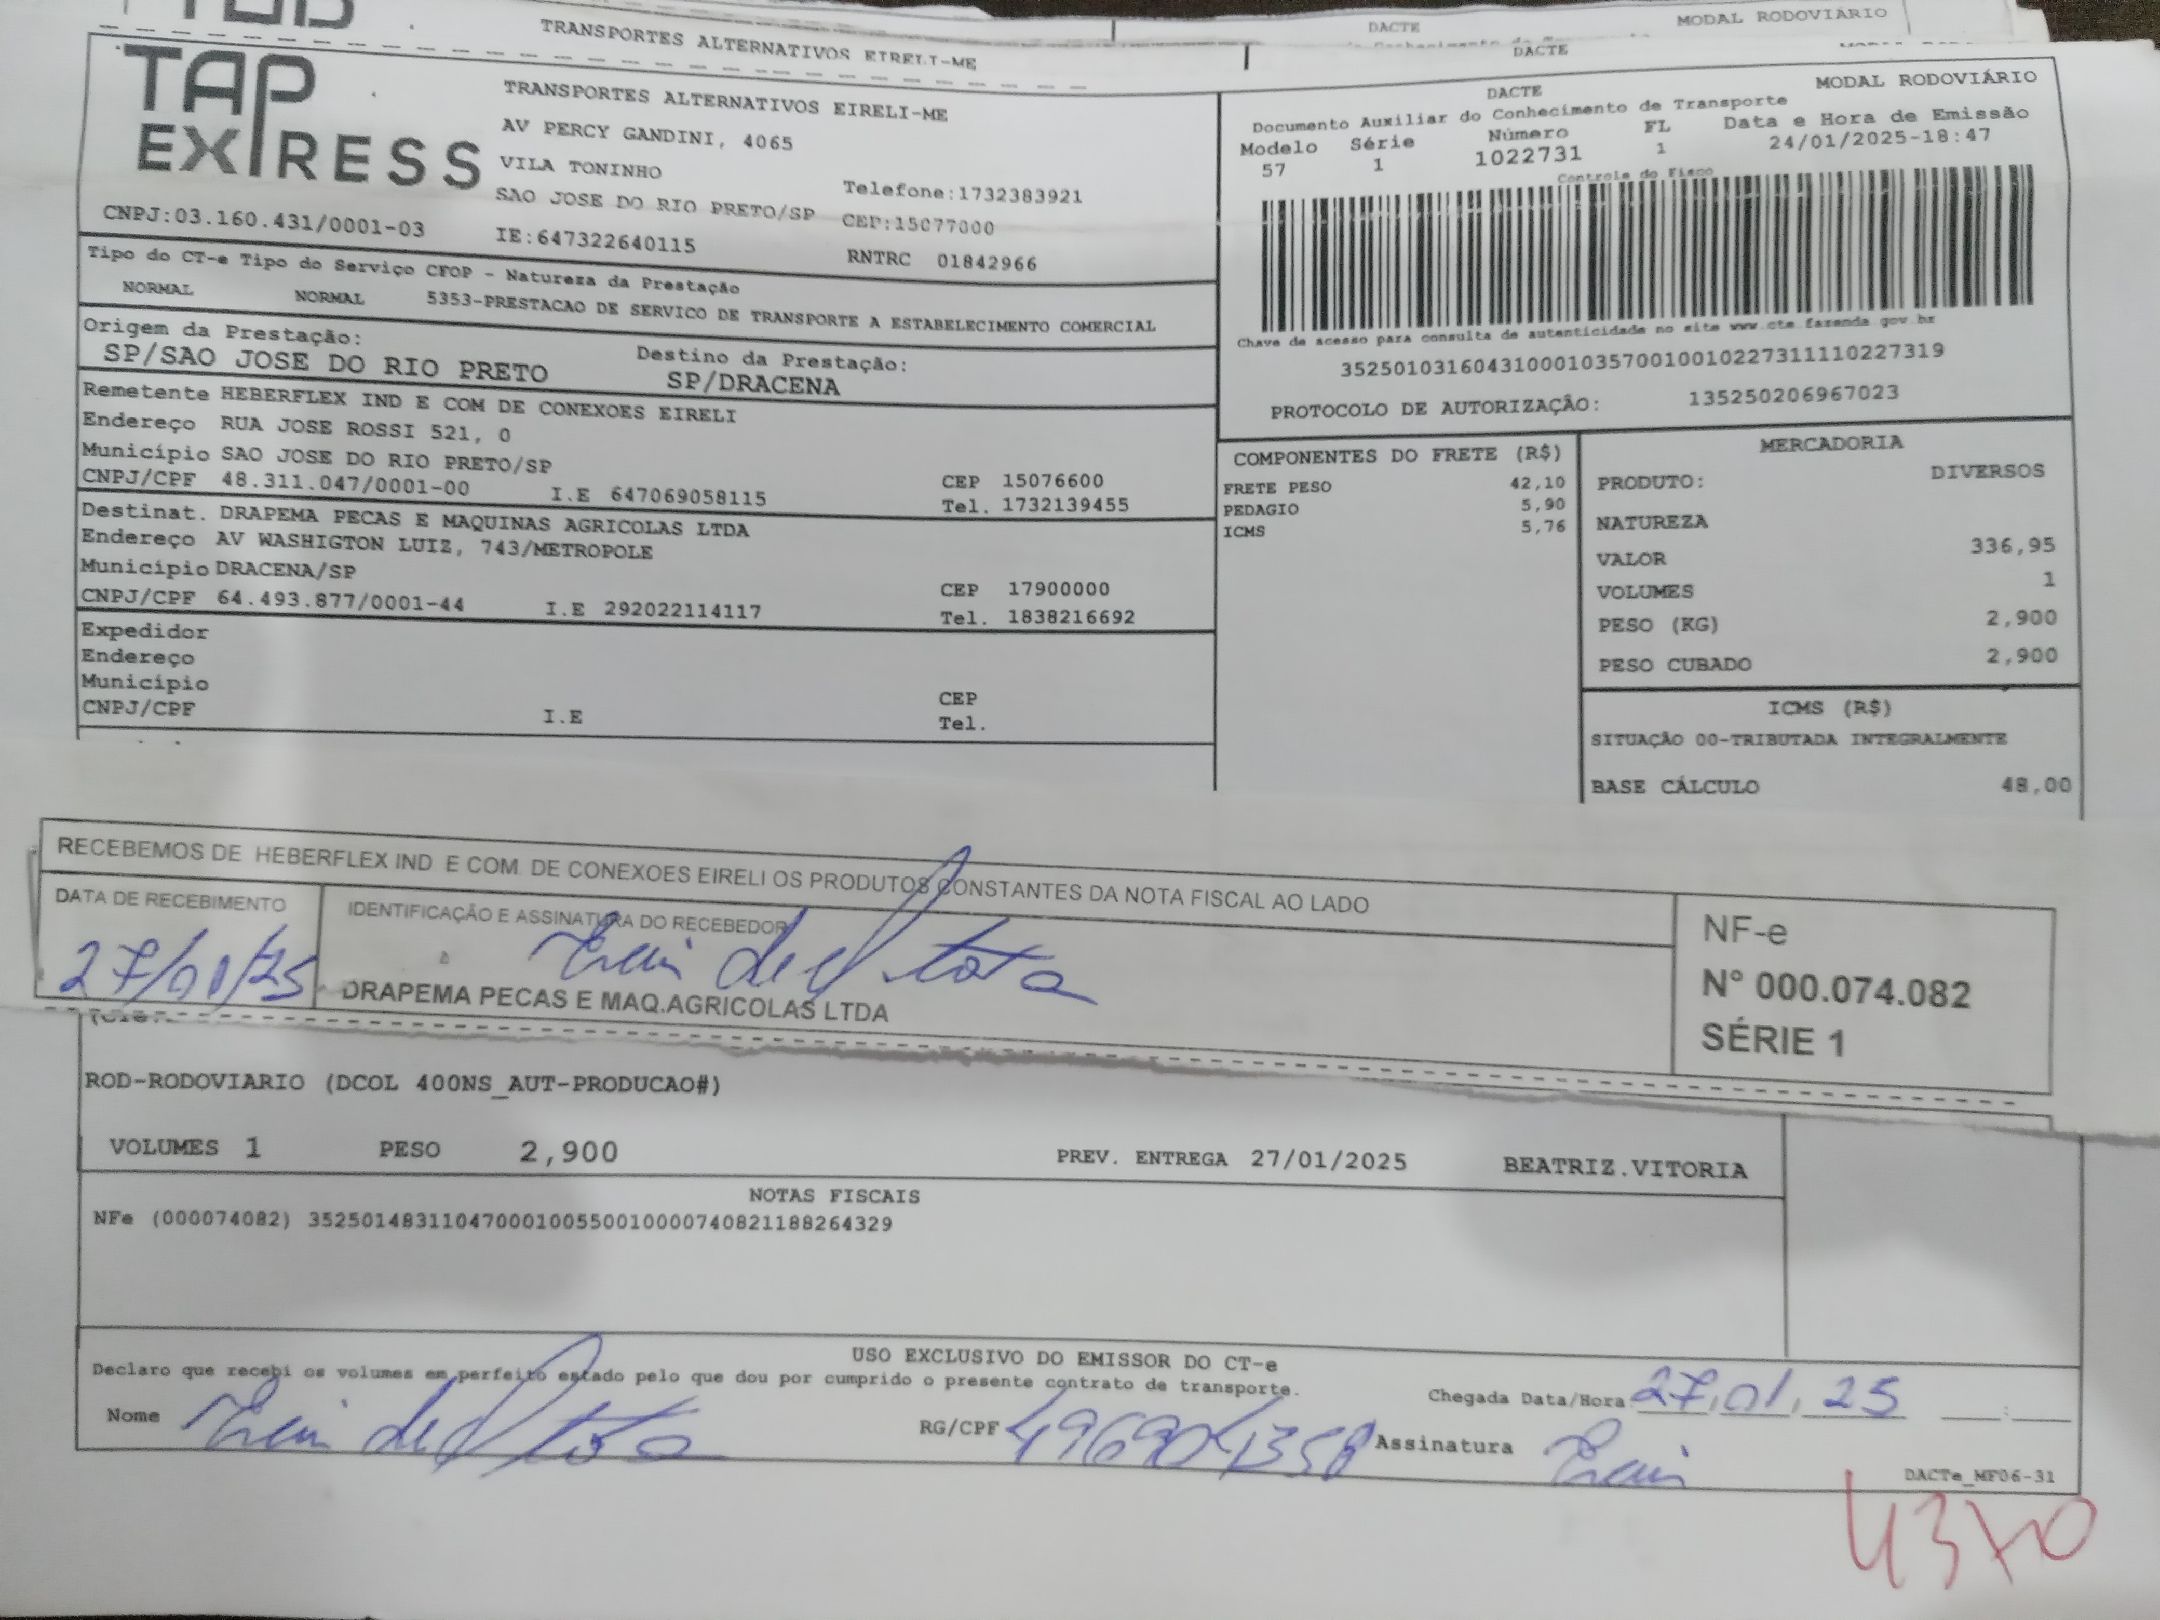 TRANSPORTES ALTERNATIVOS EIRELI-ME
DACTE
MODAL RODOVIÁRIO
DACTE
TAP EXPRESS
CNPJ:03.160.431/0001-03
TRANSPORTES ALTERNATIVOS EIRELI-ME
AV PERCY GANDINI, 4065
VILA TONINHO
SAO JOSE DO RIO PRETO/SP
IE:647322640115
Telefone:1732383921
CEP:15077000
RNTRC 01842966
DACTE
MODAL RODOVIÁRIO
Documento Auxiliar do Conhecimento de Transporte
Modelo Série Número FL Data e Hora de Emissão
57 1 1022731 1 24/01/2025-18:47
Controle do Fisco
Chave de acesso para consulta de autenticidade no site www.cte.fazenda.gov.br
35250103160431000103570010010227311110227319
PROTOCOLO DE AUTORIZAÇÃO: 135250206967023
Tipo do CT-e Tipo do Serviço CFOP - Natureza da Prestação
NORMAL NORMAL 5353-PRESTACAO DE SERVICO DE TRANSPORTE A ESTABELECIMENTO COMERCIAL
Origem da Prestação: Destino da Prestação:
SP/SAO JOSE DO RIO PRETO SP/DRACENA
Remetente HEBERFLEX IND E COM DE CONEXOES EIRELI
Endereço RUA JOSE ROSSI 521, 0
Município SAO JOSE DO RIO PRETO/SP CEP 15076600
CNPJ/CPF 48.311.047/0001-00 I.E 647069058115 Tel. 1732139455
Destinat. DRAPEMA PECAS E MAQUINAS AGRICOLAS LTDA
Endereço AV WASHIGTON LUIZ, 743/METROPOLE
Município DRACENA/SP CEP 17900000
CNPJ/CPF 64.493.877/0001-44 I.E 292022114117 Tel. 1838216692
Expedidor
Endereço
Município CEP
CNPJ/CPF I.E Tel.
COMPONENTES DO FRETE (R$)
FRETE PESO 42,10
PEDAGIO 5,90
ICMS 5,76
MERCADORIA
PRODUTO: DIVERSOS
NATUREZA
VALOR 336,95
VOLUMES 1
PESO (KG) 2,900
PESO CUBADO 2,900
ICMS (R$)
SITUAÇÃO 00-TRIBUTADA INTEGRALMENTE
BASE CÁLCULO 48,00
RECEBEMOS DE HEBERFLEX IND E COM. DE CONEXOES EIRELI OS PRODUTOS CONSTANTES DA NOTA FISCAL AO LADO
DATA DE RECEBIMENTO
27/01/25
IDENTIFICAÇÃO E ASSINATURA DO RECEBEDOR
DRAPEMA PECAS E MAQ.AGRICOLAS LTDA
NF-e
N° 000.074.082
SÉRIE 1
ROD-RODOVIARIO (DCOL 400NS_AUT-PRODUCAO#)
VOLUMES 1 PESO 2,900 PREV. ENTREGA 27/01/2025 BEATRIZ.VITORIA
NOTAS FISCAIS
NFe (000074082) 35250148311047000100550010000740821188264329
USO EXCLUSIVO DO EMISSOR DO CT-e
Declaro que recebi os volumes em perfeito estado pelo que dou por cumprido o presente contrato de transporte.
Chegada Data/Hora 27,01,25
Nome
RG/CPF
Assinatura
DACTe_MF06-31
4370